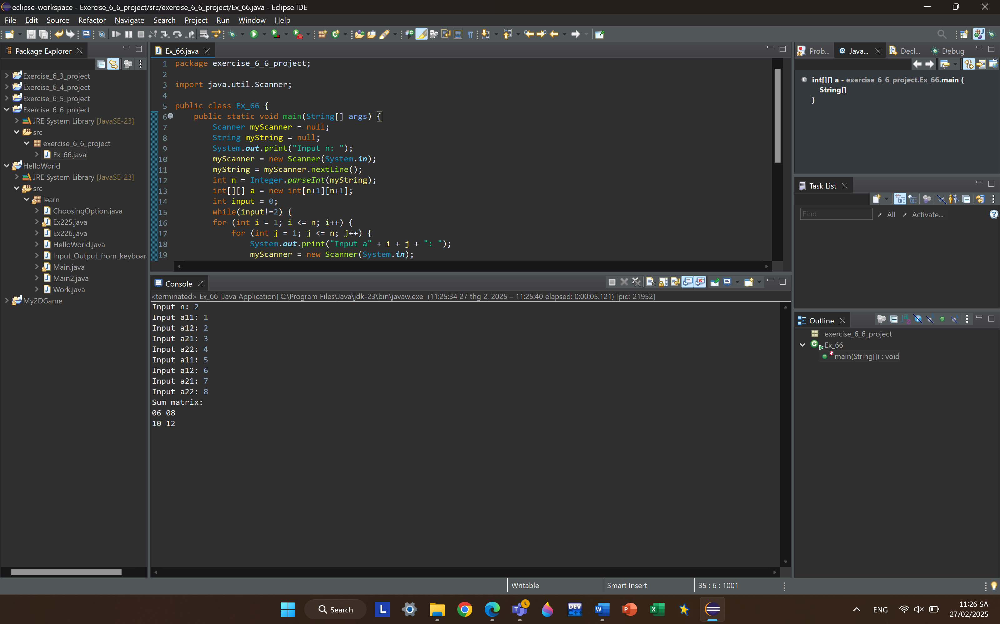 eclipse-workspace - Exercise_6_6_project/src/exercise_6_6_project/Ex_66.java - Eclipse IDE
File Edit Source Refactor Navigate Search Project Run Window Help
Package Explorer
Exercise_6_3_project
Exercise_6_4_project
Exercise_6_5_project
Exercise_6_6_project
JRE System Library [JavaSE-23]
src
exercise_6_6_project
Ex_66.java
HelloWorld
JRE System Library [JavaSE-23]
src
learn
ChoosingOption.java
Ex225.java
Ex226.java
HelloWorld.java
Input_Output_from_keyboar
Main.java
Main2.java
Work.java
My2DGame
Ex_66.java
1 package exercise_6_6_project;
2
3 import java.util.Scanner;
4
5 public class Ex_66 {
6 public static void main(String[] args) {
7 Scanner myScanner = null;
8 String myString = null;
9 System.out.print("Input n: ");
10 myScanner = new Scanner(System.in);
11 myString = myScanner.nextLine();
12 int n = Integer.parseInt(myString);
13 int[][] a = new int[n+1][n+1];
14 int input = 0;
15 while(input!=2) {
16 for (int i = 1; i <= n; i++) {
17 for (int j = 1; j <= n; j++) {
18 System.out.print("Input a" + i + j + ": ");
19 myScanner = new Scanner(System.in);
Console
<terminated> Ex_66 [Java Application] C:\Program Files\Java\jdk-23\bin\javaw.exe (11:25:34 27 thg 2, 2025 – 11:25:40 elapsed: 0:00:05.121) [pid: 21952]
Input n: 2
Input a11: 1
Input a12: 2
Input a21: 3
Input a22: 4
Input a11: 5
Input a12: 6
Input a21: 7
Input a22: 8
Sum matrix:
06 08
10 12
Prob... @ Java... Decl... Debug
int[][] a - exercise_6_6_project.Ex_66.main (
String[]
)
Task List
Find All Activate...
Outline
exercise_6_6_project
Ex_66
main(String[]) : void
Writable Smart Insert 35 : 6 : 1001
Search
ENG
11:26 SA
27/02/2025